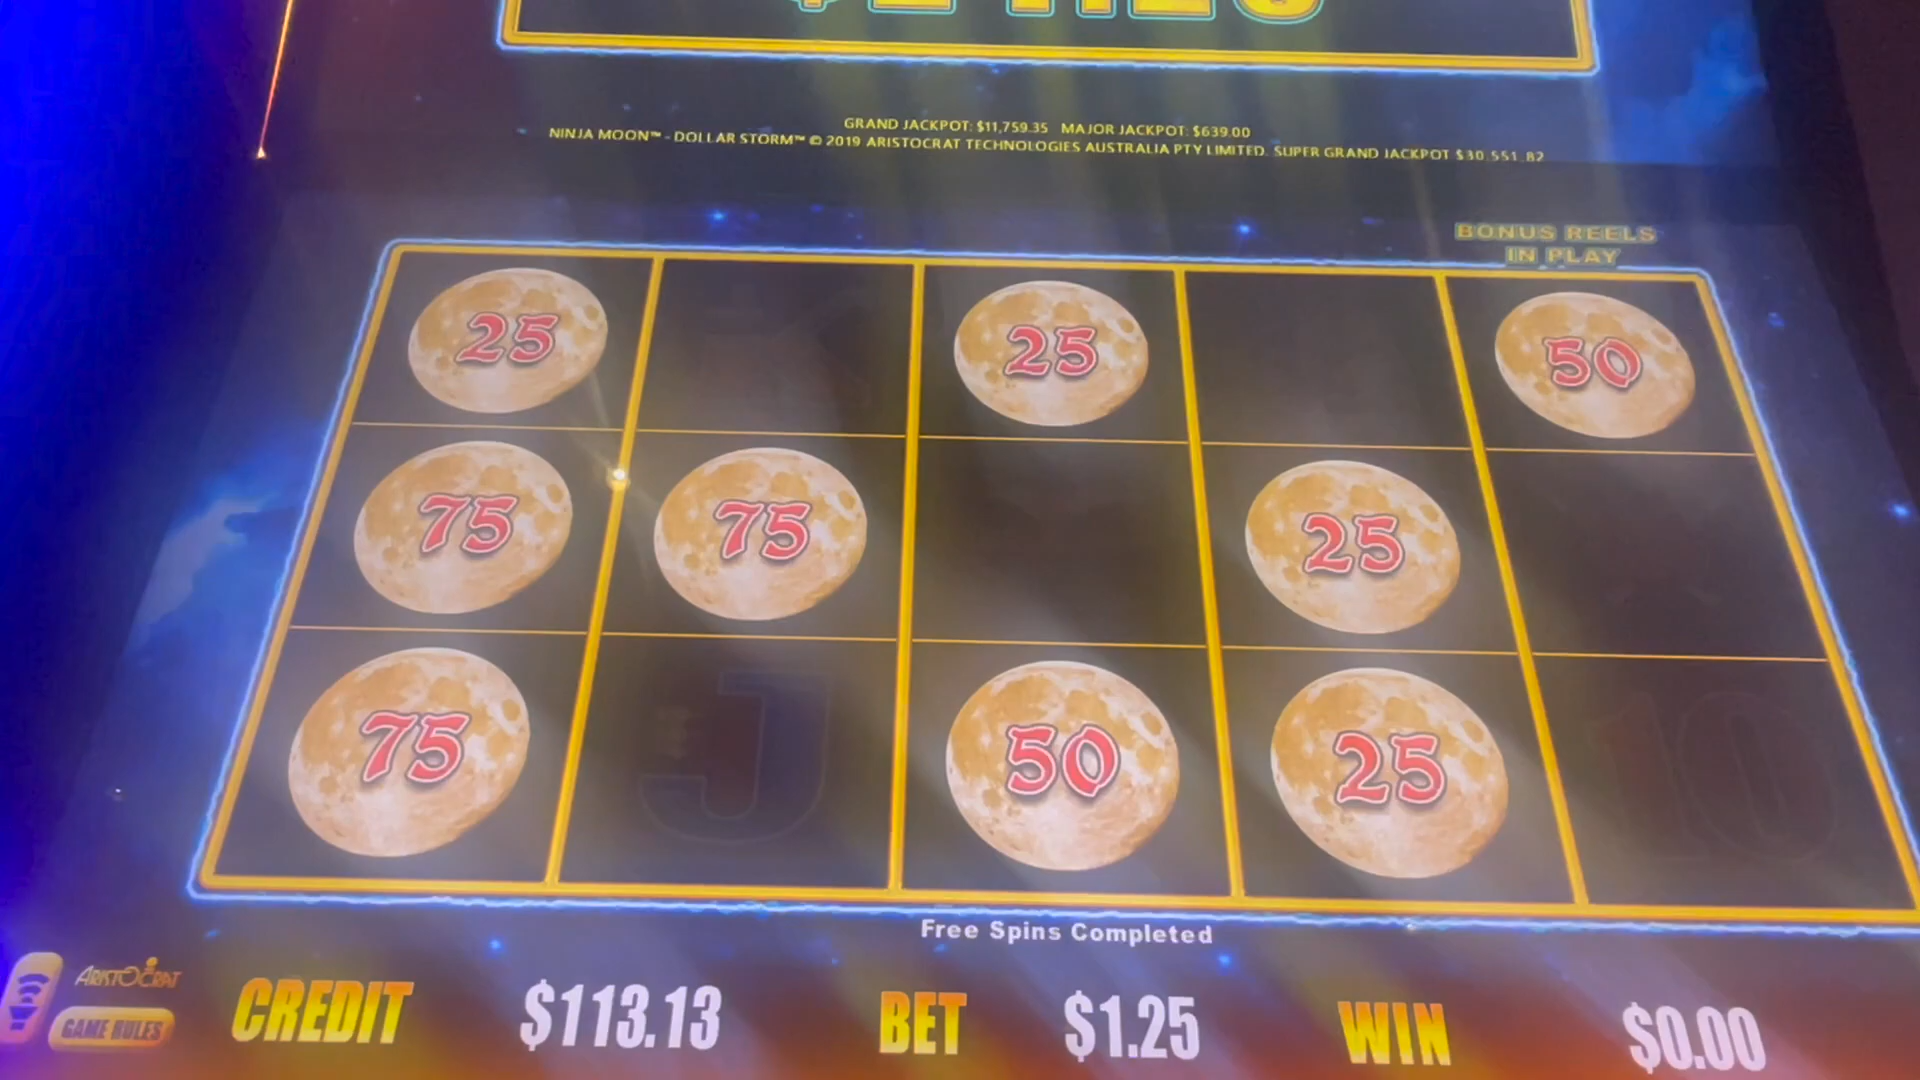 GRAND JACKPOT: $11,759.35 MAJOR JACKPOT: $639.00
NINJA MOON™ - DOLLAR STORM™ © 2019 ARISTOCRAT TECHNOLOGIES AUSTRALIA PTY LIMITED. SUPER GRAND JACKPOT $30,551.82
BONUS REELS
IN PLAY
25 25 50
75 75 25
75 J 50 25 10
Free Spins Completed
ARISTOCRAT
GAME RULES
CREDIT $113.13 BET $1.25 WIN $0.00